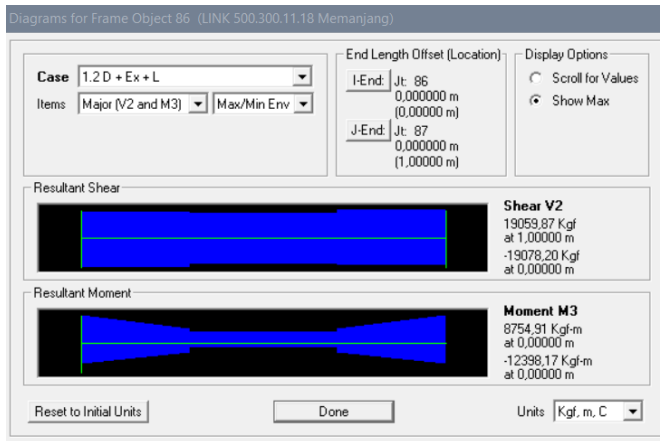 Diagrams for Frame Object 86 (LINK 500.300.11.18 Memanjang)
Case 1.2 D + Ex + L
Items Major (V2 and M3) Max/Min Env
End Length Offset (Location)
I-End: Jt: 86
0,000000 m
(0,00000 m)
J-End: Jt: 87
0,000000 m
(1,00000 m)
Display Options
Scroll for Values
Show Max
Resultant Shear
Shear V2
19059,87 Kgf
at 1,00000 m
-19078,20 Kgf
at 0,00000 m
Resultant Moment
Moment M3
8754,91 Kgf-m
at 0,00000 m
-12398,17 Kgf-m
at 0,00000 m
Reset to Initial Units
Done
Units Kgf, m, C